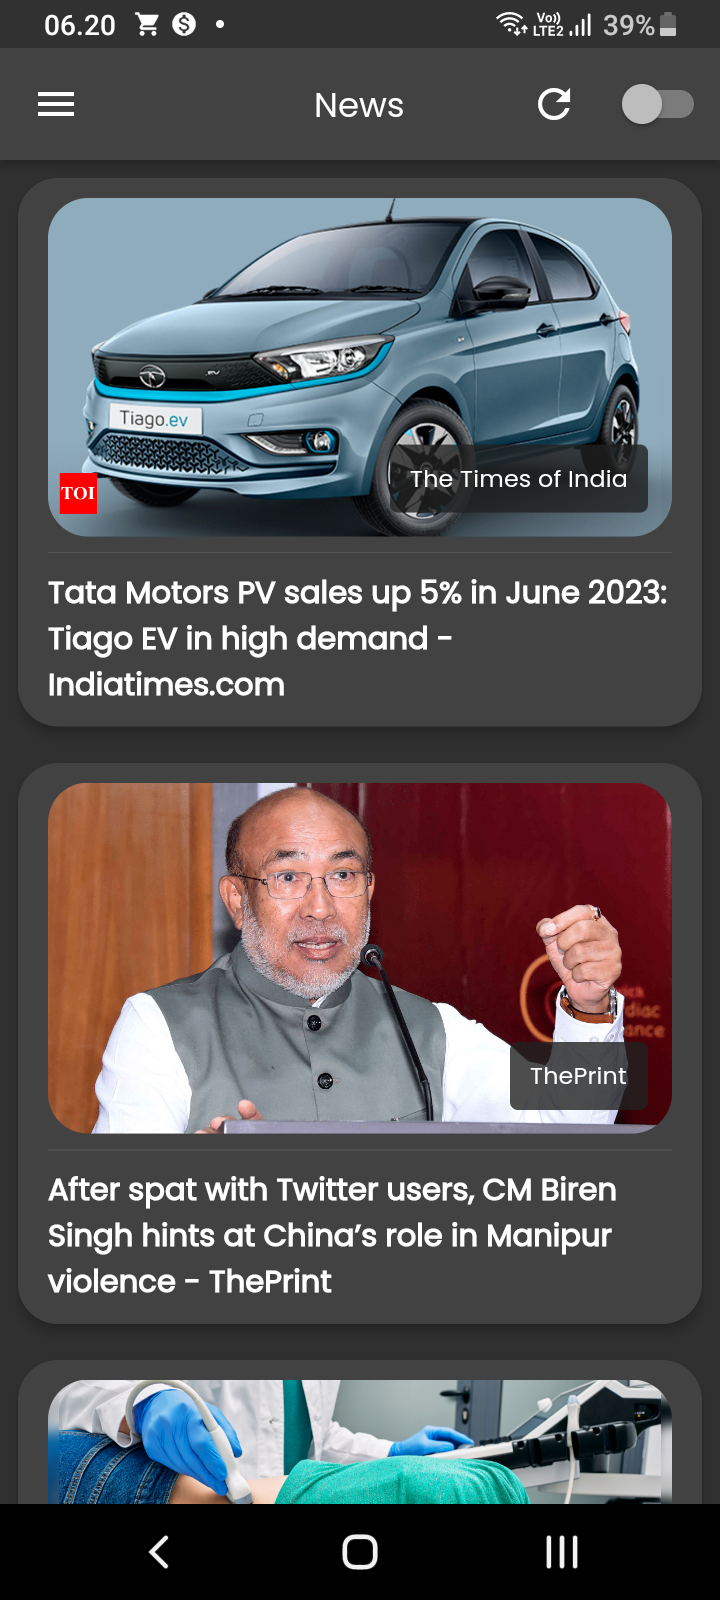 06.20
Vo)) LTE2
39%
News
Tiago.ev
TOI
The Times of India
Tata Motors PV sales up 5% in June 2023:
Tiago EV in high demand -
Indiatimes.com
ThePrint
After spat with Twitter users, CM Biren
Singh hints at China’s role in Manipur
violence - ThePrint